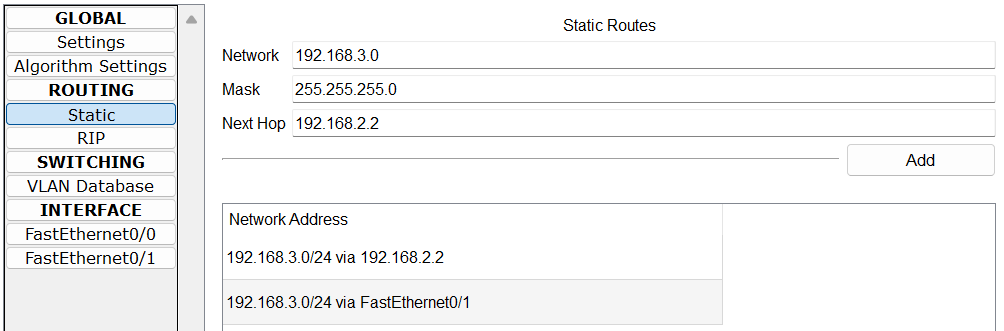 GLOBAL
Settings
Algorithm Settings
ROUTING
Static
RIP
SWITCHING
VLAN Database
INTERFACE
FastEthernet0/0
FastEthernet0/1
Static Routes
Network 192.168.3.0
Mask 255.255.255.0
Next Hop 192.168.2.2
Add
Network Address
192.168.3.0/24 via 192.168.2.2
192.168.3.0/24 via FastEthernet0/1